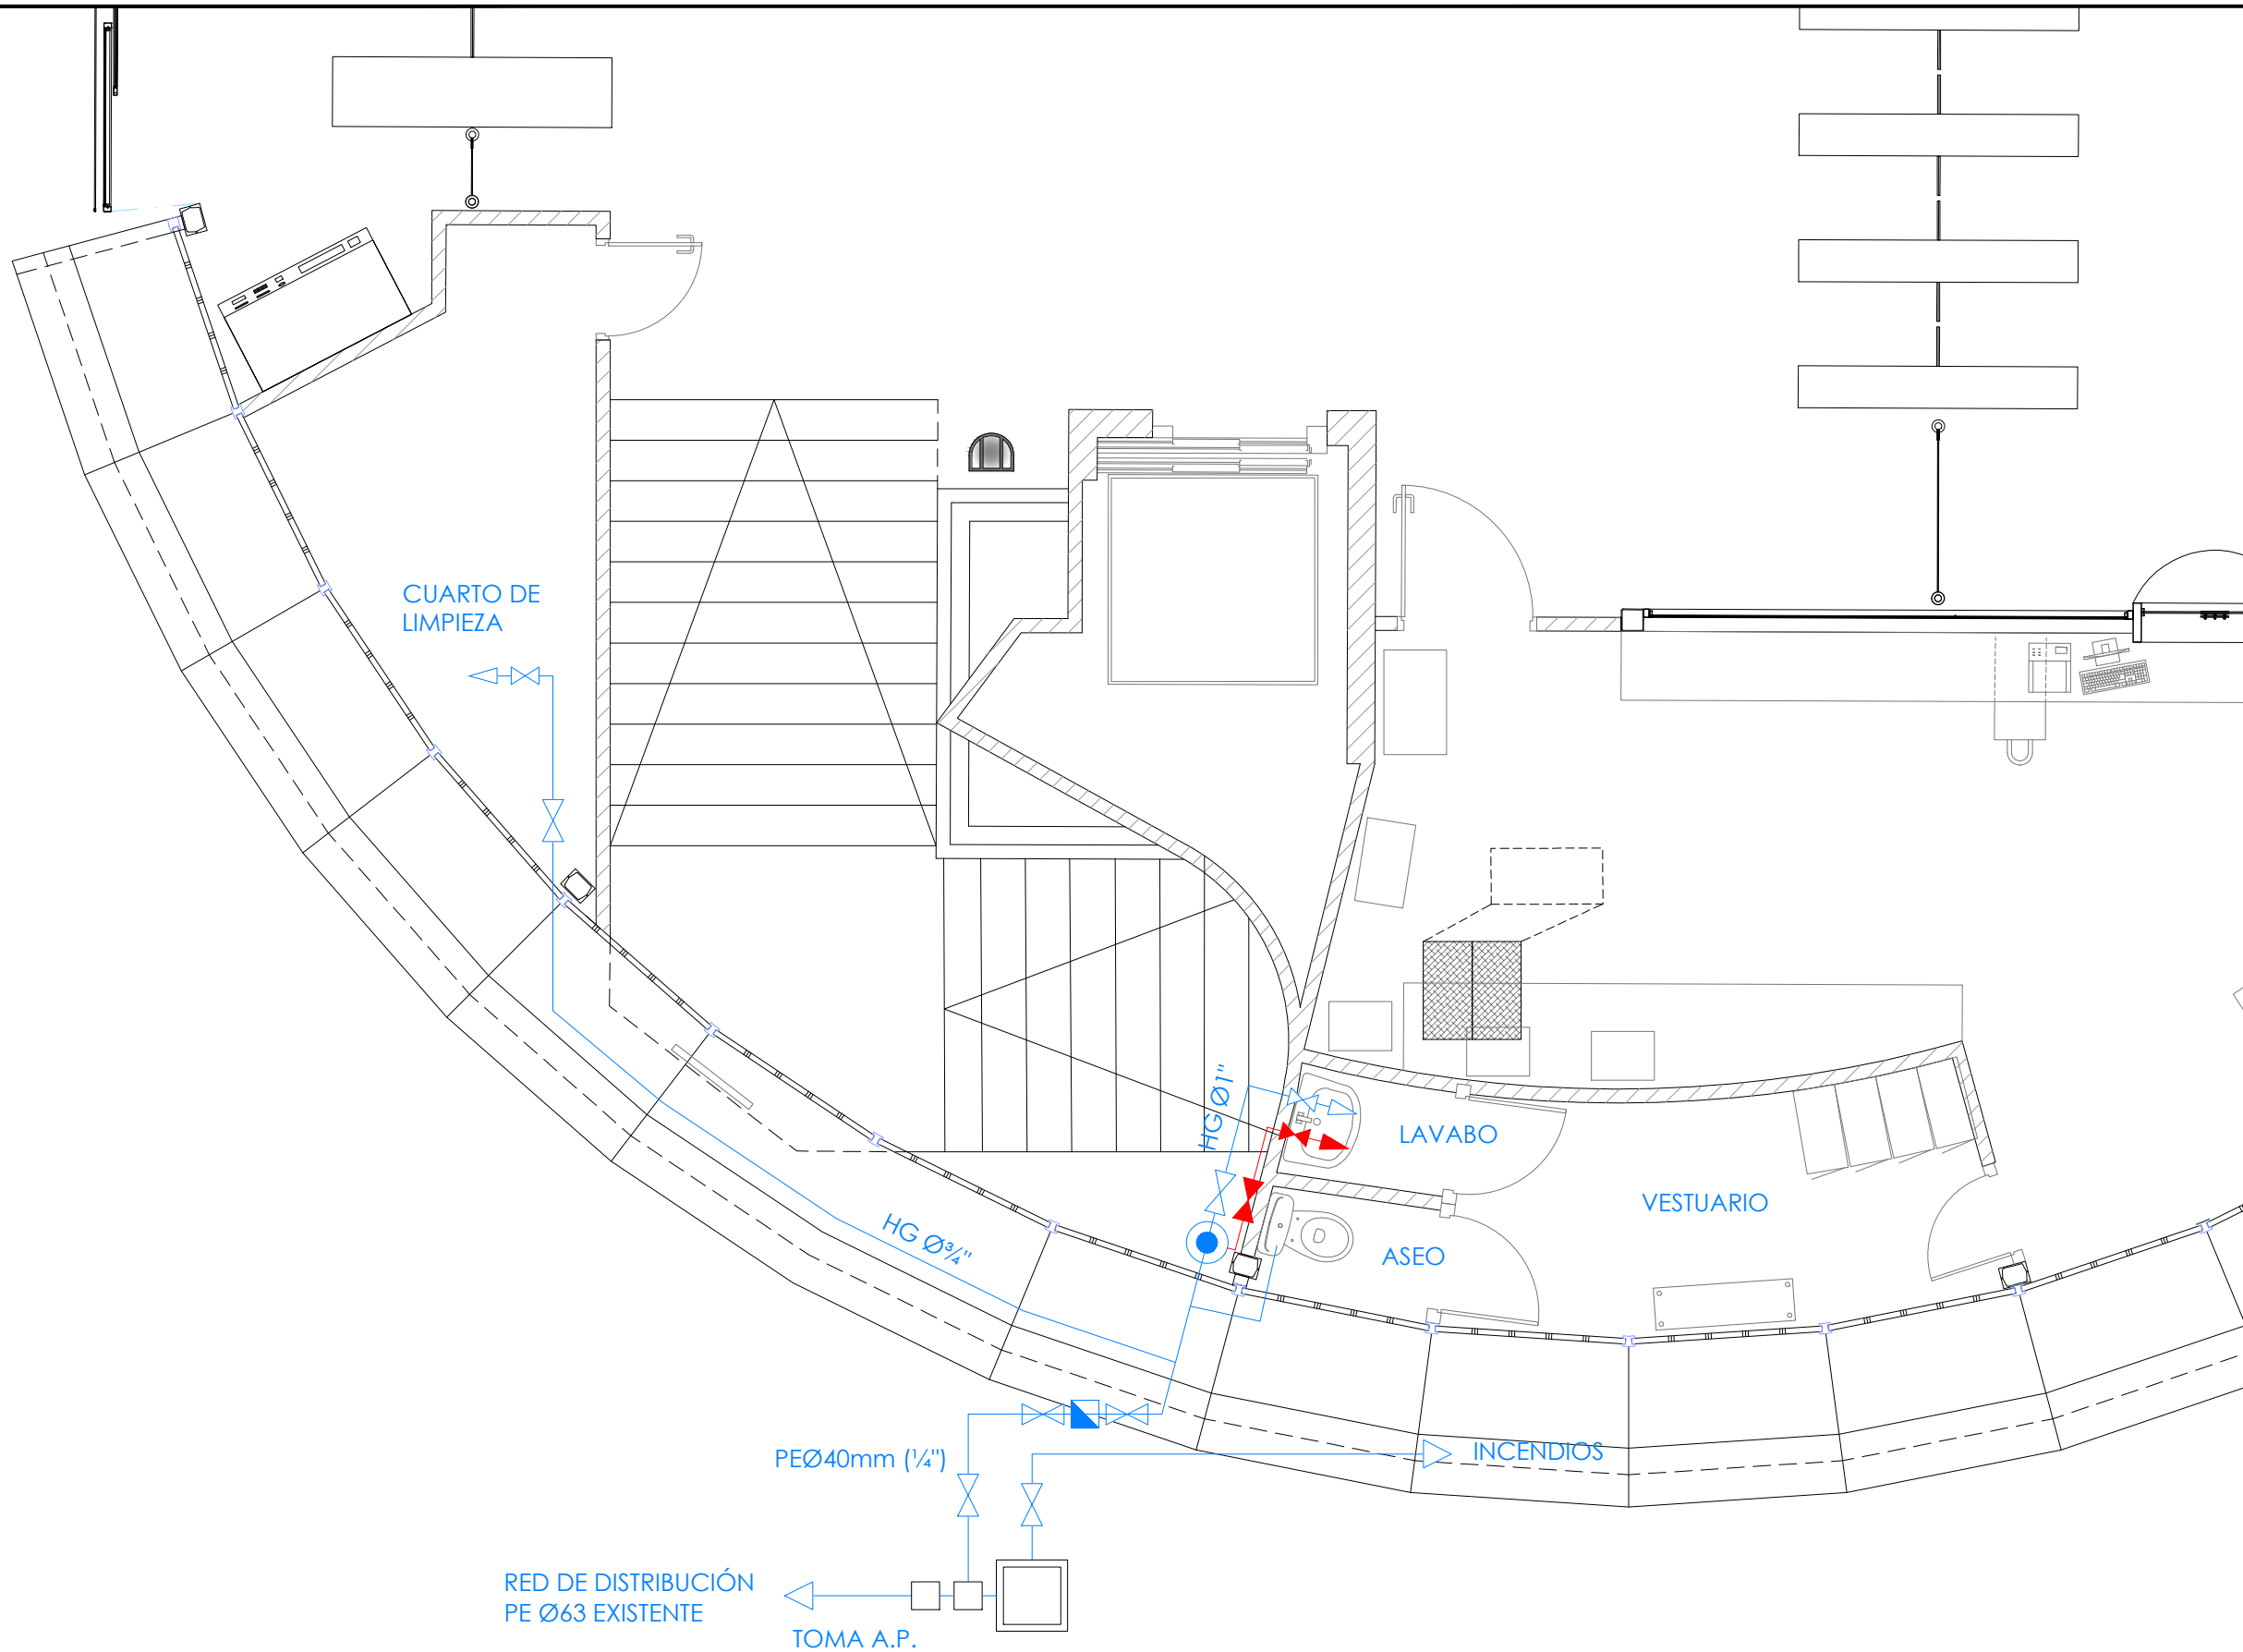 CUARTO DE
LIMPIEZA
HG Ø1"
LAVABO
VESTUARIO
ASEO
HG Ø¾"
PEØ40mm (¼")
INCENDIOS
RED DE DISTRIBUCIÓN
PE Ø63 EXISTENTE
TOMA A.P.